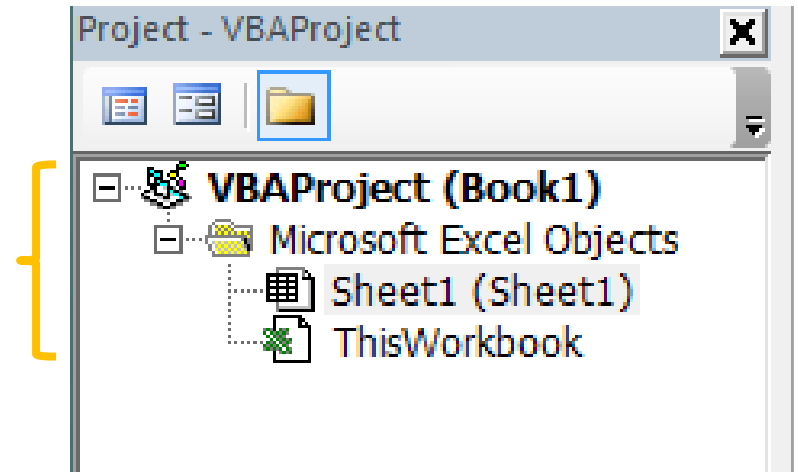 Project - VBAProject
VBAProject (Book1)
Microsoft Excel Objects
Sheet1 (Sheet1)
ThisWorkbook